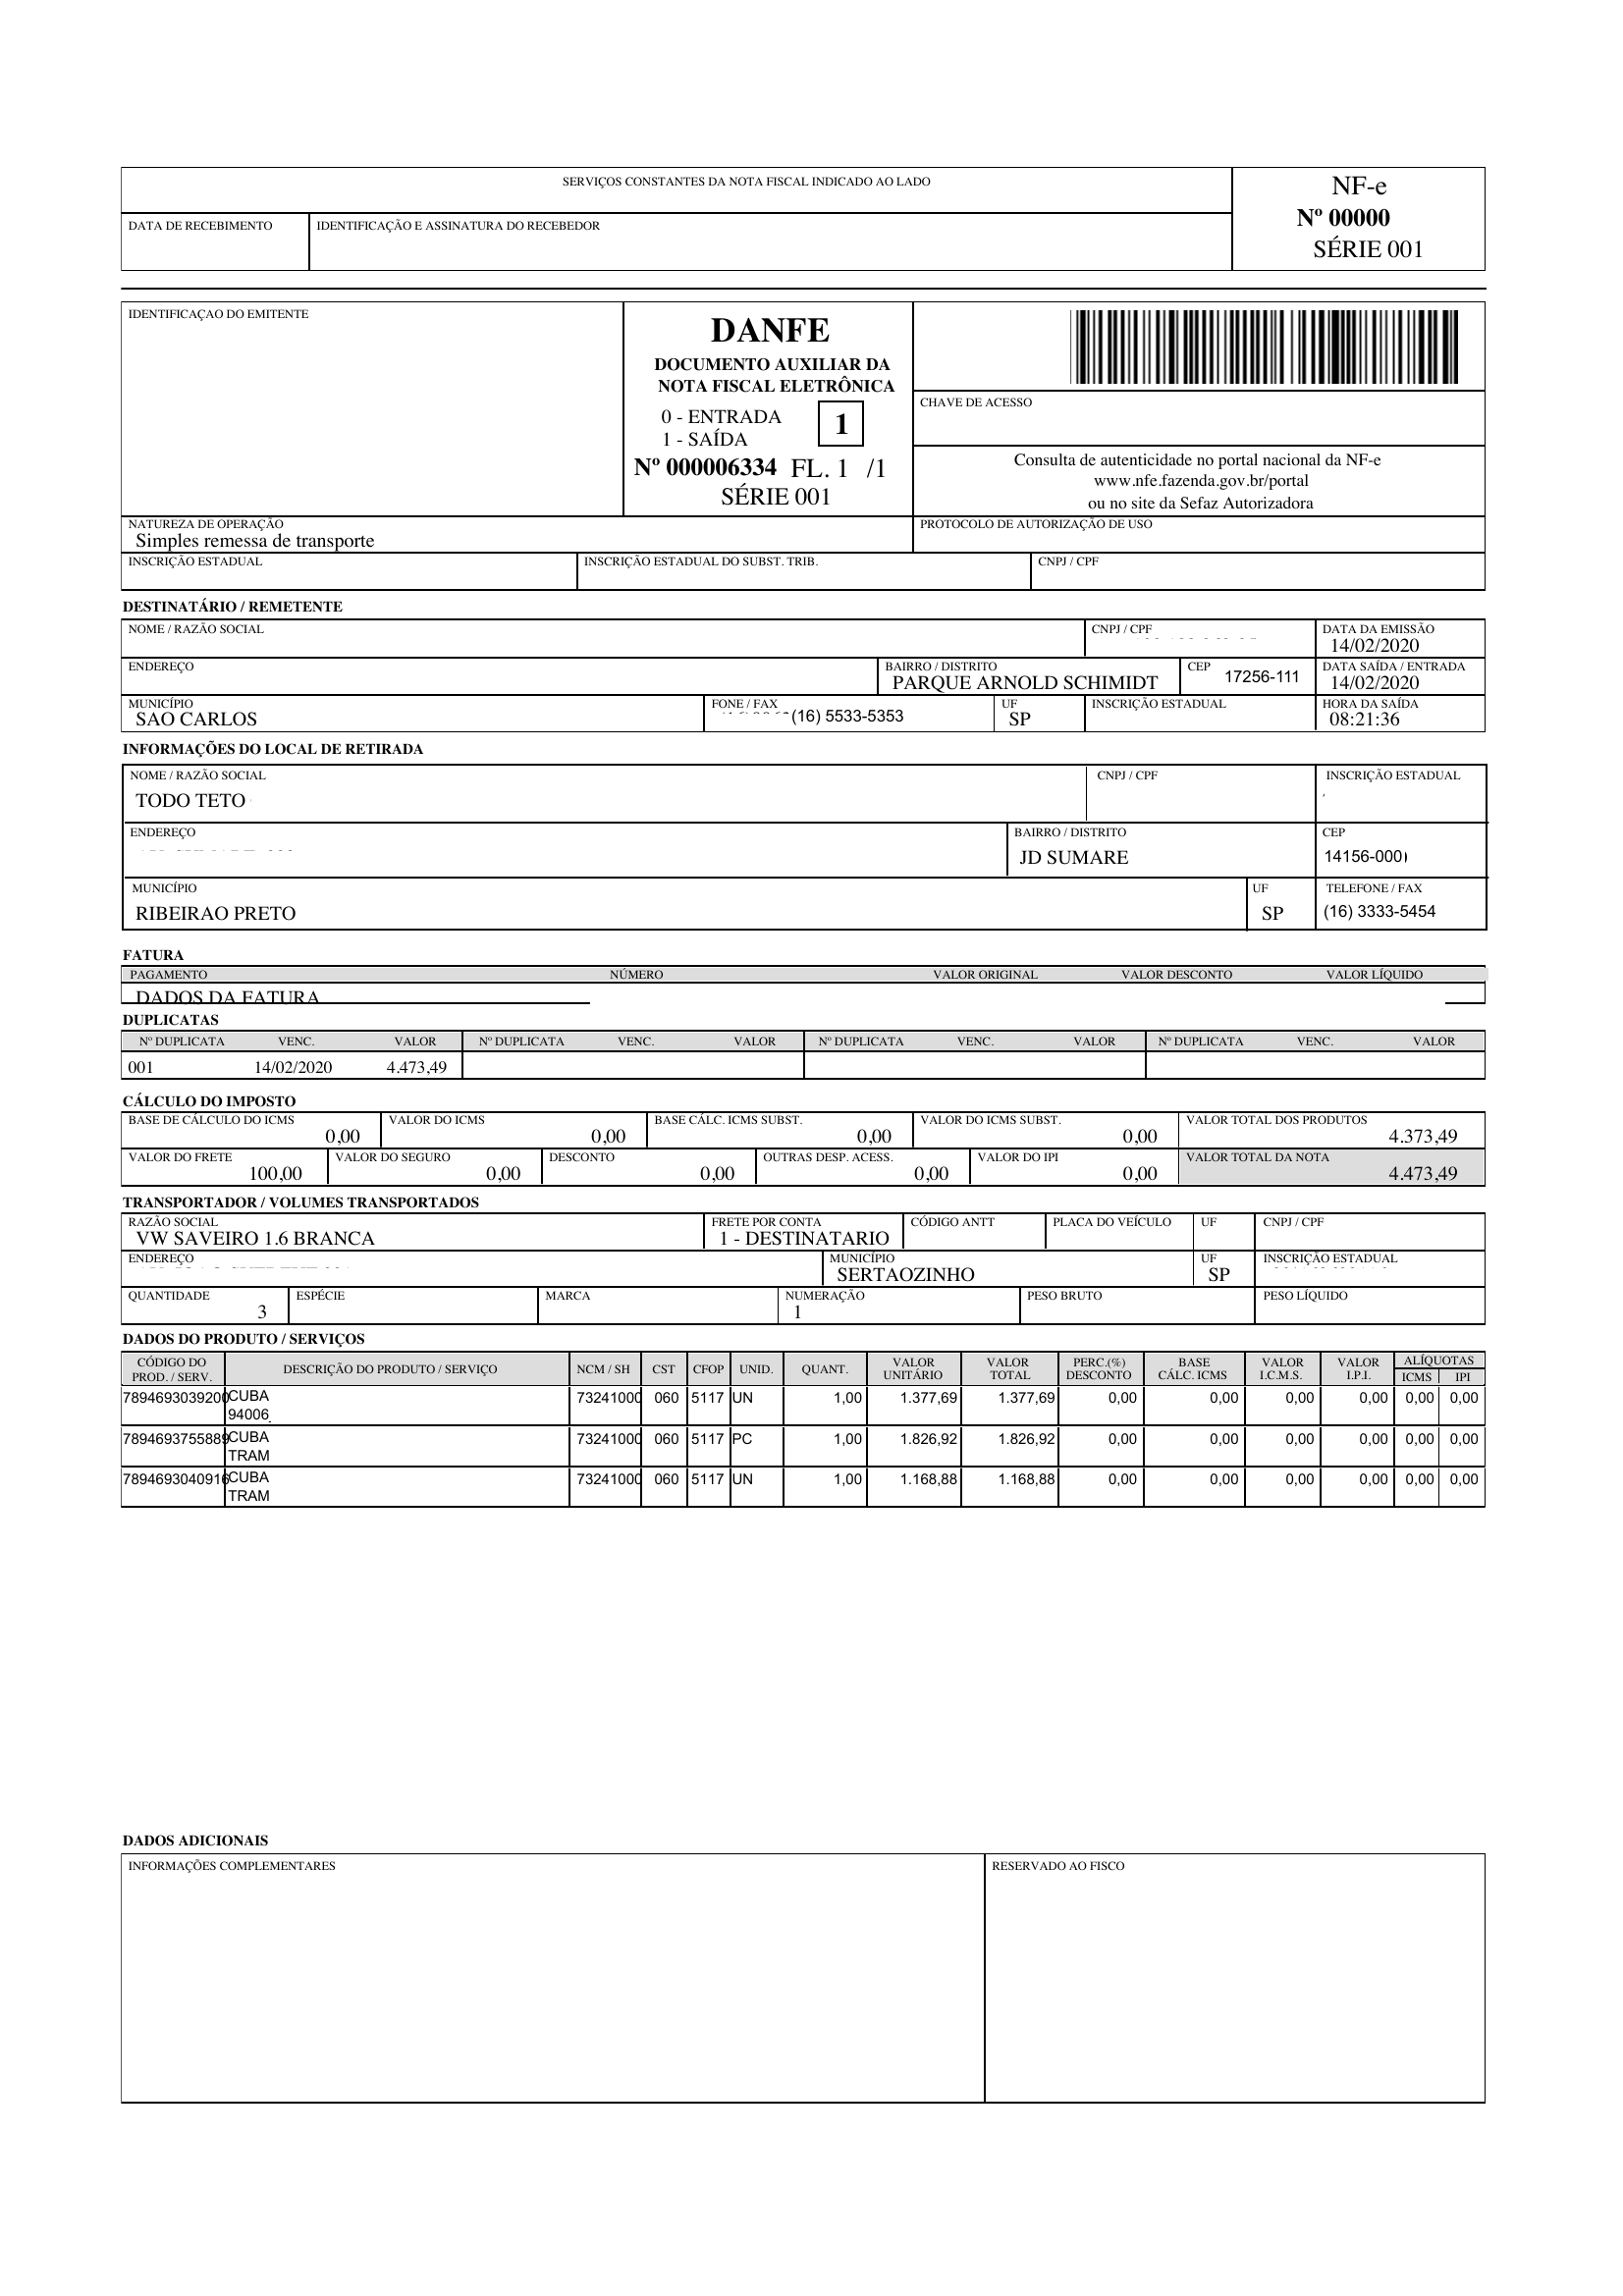 SERVIÇOS CONSTANTES DA NOTA FISCAL INDICADO AO LADO
NF-e
Nº 00000
SÉRIE 001
DATA DE RECEBIMENTO IDENTIFICAÇÃO E ASSINATURA DO RECEBEDOR
IDENTIFICAÇAO DO EMITENTE
DANFE
DOCUMENTO AUXILIAR DA
NOTA FISCAL ELETRÔNICA
0 - ENTRADA
1 - SAÍDA
1
Nº 000006334 FL. 1 /1
SÉRIE 001
CHAVE DE ACESSO
Consulta de autenticidade no portal nacional da NF-e
www.nfe.fazenda.gov.br/portal
ou no site da Sefaz Autorizadora
NATUREZA DE OPERAÇÃO PROTOCOLO DE AUTORIZAÇÃO DE USO
Simples remessa de transporte
INSCRIÇÃO ESTADUAL INSCRIÇÃO ESTADUAL DO SUBST. TRIB. CNPJ / CPF
DESTINATÁRIO / REMETENTE
NOME / RAZÃO SOCIAL CNPJ / CPF DATA DA EMISSÃO
14/02/2020
ENDEREÇO BAIRRO / DISTRITO CEP DATA SAÍDA / ENTRADA
PARQUE ARNOLD SCHIMIDT 17256-111 14/02/2020
MUNICÍPIO FONE / FAX UF INSCRIÇÃO ESTADUAL HORA DA SAÍDA
SAO CARLOS (16) 5533-5353 SP 08:21:36
INFORMAÇÕES DO LOCAL DE RETIRADA
NOME / RAZÃO SOCIAL CNPJ / CPF INSCRIÇÃO ESTADUAL
TODO TETO
ENDEREÇO BAIRRO / DISTRITO CEP
JD SUMARE 14156-000
MUNICÍPIO UF TELEFONE / FAX
RIBEIRAO PRETO SP (16) 3333-5454
FATURA
PAGAMENTO NÚMERO VALOR ORIGINAL VALOR DESCONTO VALOR LÍQUIDO
DADOS DA FATURA
DUPLICATAS
Nº DUPLICATA VENC. VALOR Nº DUPLICATA VENC. VALOR Nº DUPLICATA VENC. VALOR Nº DUPLICATA VENC. VALOR
001 14/02/2020 4.473,49
CÁLCULO DO IMPOSTO
BASE DE CÁLCULO DO ICMS VALOR DO ICMS BASE CÁLC. ICMS SUBST. VALOR DO ICMS SUBST. VALOR TOTAL DOS PRODUTOS
0,00 0,00 0,00 0,00 4.373,49
VALOR DO FRETE VALOR DO SEGURO DESCONTO OUTRAS DESP. ACESS. VALOR DO IPI VALOR TOTAL DA NOTA
100,00 0,00 0,00 0,00 0,00 4.473,49
TRANSPORTADOR / VOLUMES TRANSPORTADOS
RAZÃO SOCIAL FRETE POR CONTA CÓDIGO ANTT PLACA DO VEÍCULO UF CNPJ / CPF
VW SAVEIRO 1.6 BRANCA 1 - DESTINATARIO
ENDEREÇO MUNICÍPIO UF INSCRIÇÃO ESTADUAL
SERTAOZINHO SP
QUANTIDADE ESPÉCIE MARCA NUMERAÇÃO PESO BRUTO PESO LÍQUIDO
3 1
DADOS DO PRODUTO / SERVIÇOS
CÓDIGO DO PROD. / SERV. DESCRIÇÃO DO PRODUTO / SERVIÇO NCM / SH CST CFOP UNID. QUANT. VALOR UNITÁRIO VALOR TOTAL PERC.(%) DESCONTO BASE CÁLC. ICMS VALOR I.C.M.S. VALOR I.P.I. ALÍQUOTAS ICMS IPI
7894693039200 CUBA 73241000 060 5117 UN 1,00 1.377,69 1.377,69 0,00 0,00 0,00 0,00 0,00 0,00
94006
7894693755889 CUBA 73241000 060 5117 PC 1,00 1.826,92 1.826,92 0,00 0,00 0,00 0,00 0,00 0,00
TRAM
7894693040916 CUBA 73241000 060 5117 UN 1,00 1.168,88 1.168,88 0,00 0,00 0,00 0,00 0,00 0,00
TRAM
DADOS ADICIONAIS
INFORMAÇÕES COMPLEMENTARES RESERVADO AO FISCO